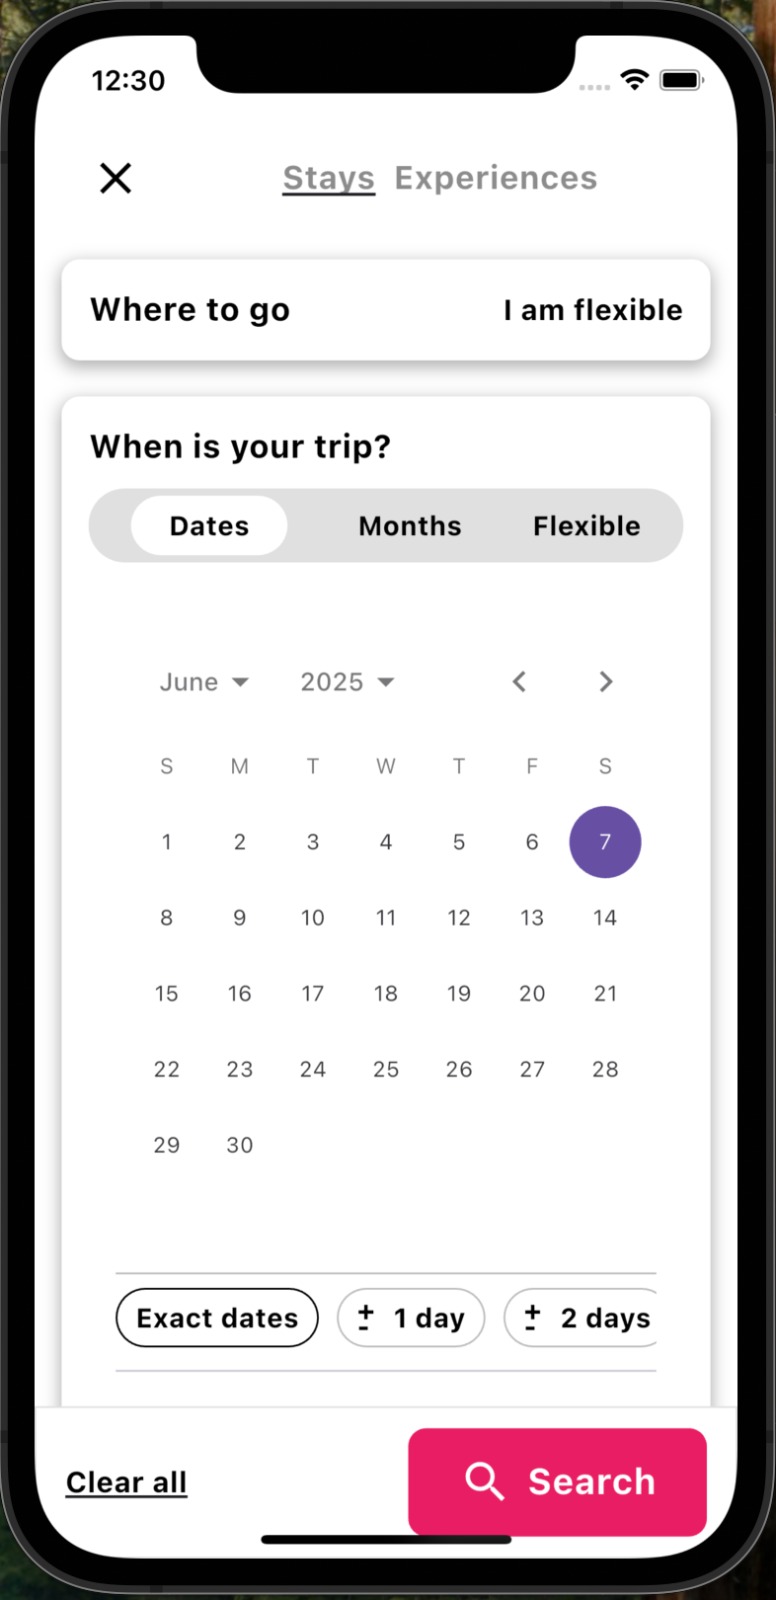 12:30
Stays Experiences
Where to go I am flexible
When is your trip?
Dates Months Flexible
June 2025
S M T W T F S
1 2 3 4 5 6 7
8 9 10 11 12 13 14
15 16 17 18 19 20 21
22 23 24 25 26 27 28
29 30
Exact dates ± 1 day ± 2 days
Clear all Search